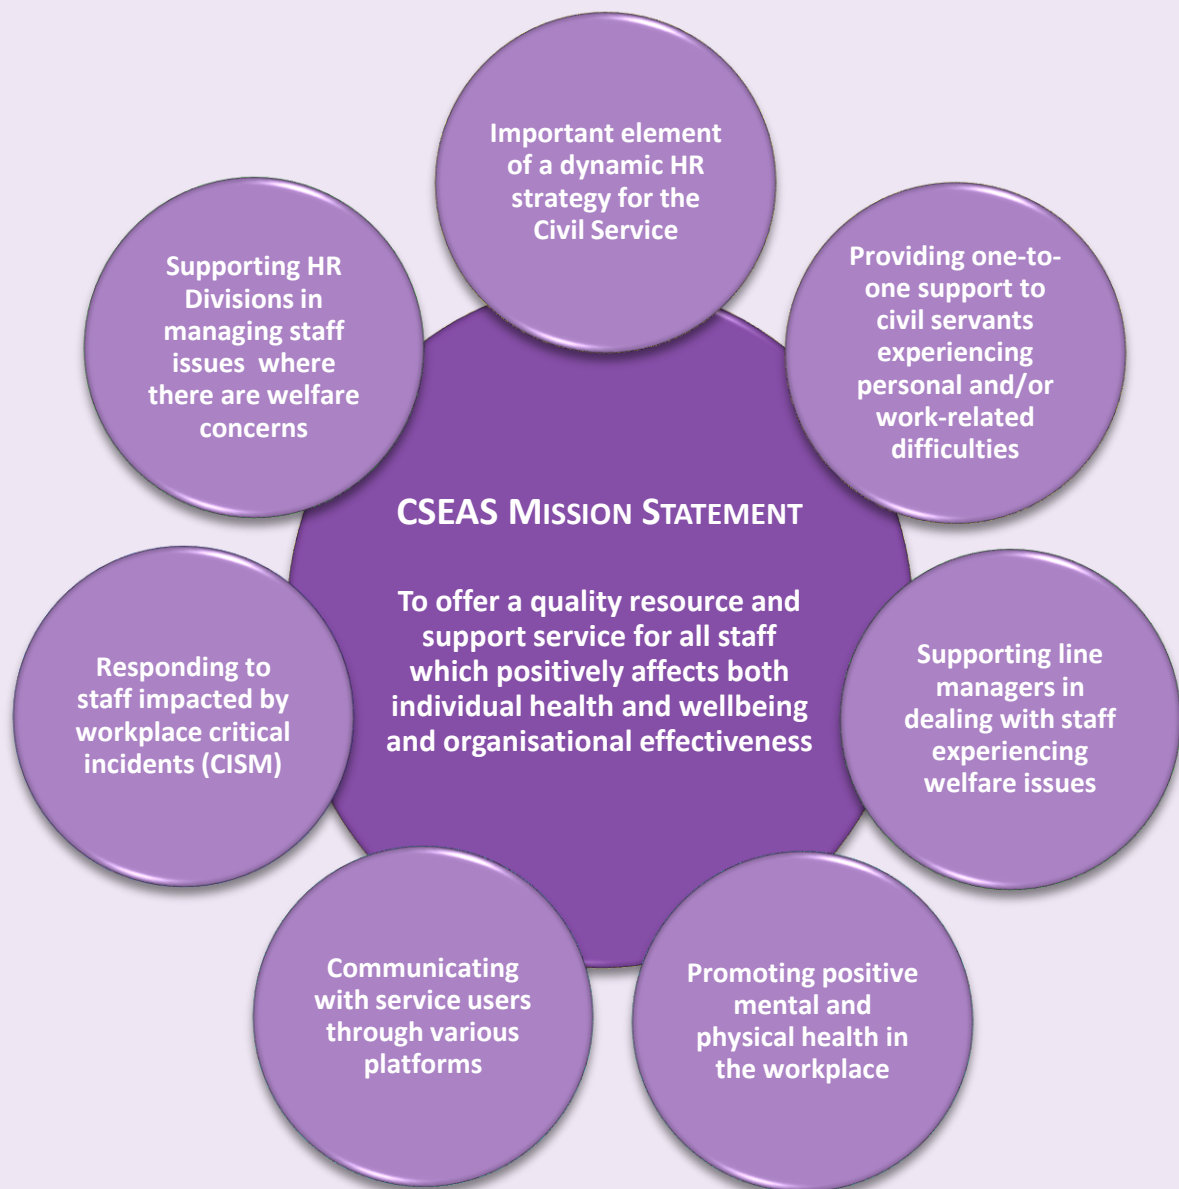 Important element
of a dynamic HR
strategy for the
Civil Service
Providing one-to-
one support to
civil servants
experiencing
personal and/or
work-related
difficulties
Supporting line
managers in
dealing with staff
experiencing
welfare issues
Promoting positive
mental and
physical health in
the workplace
Communicating
with service users
through various
platforms
Responding to
staff impacted by
workplace critical
incidents (CISM)
Supporting HR
Divisions in
managing staff
issues  where
there are welfare
concerns
CSEAS MISSION STATEMENT
To offer a quality resource and
support service for all staff
which positively affects both
individual health and wellbeing
and organisational effectiveness